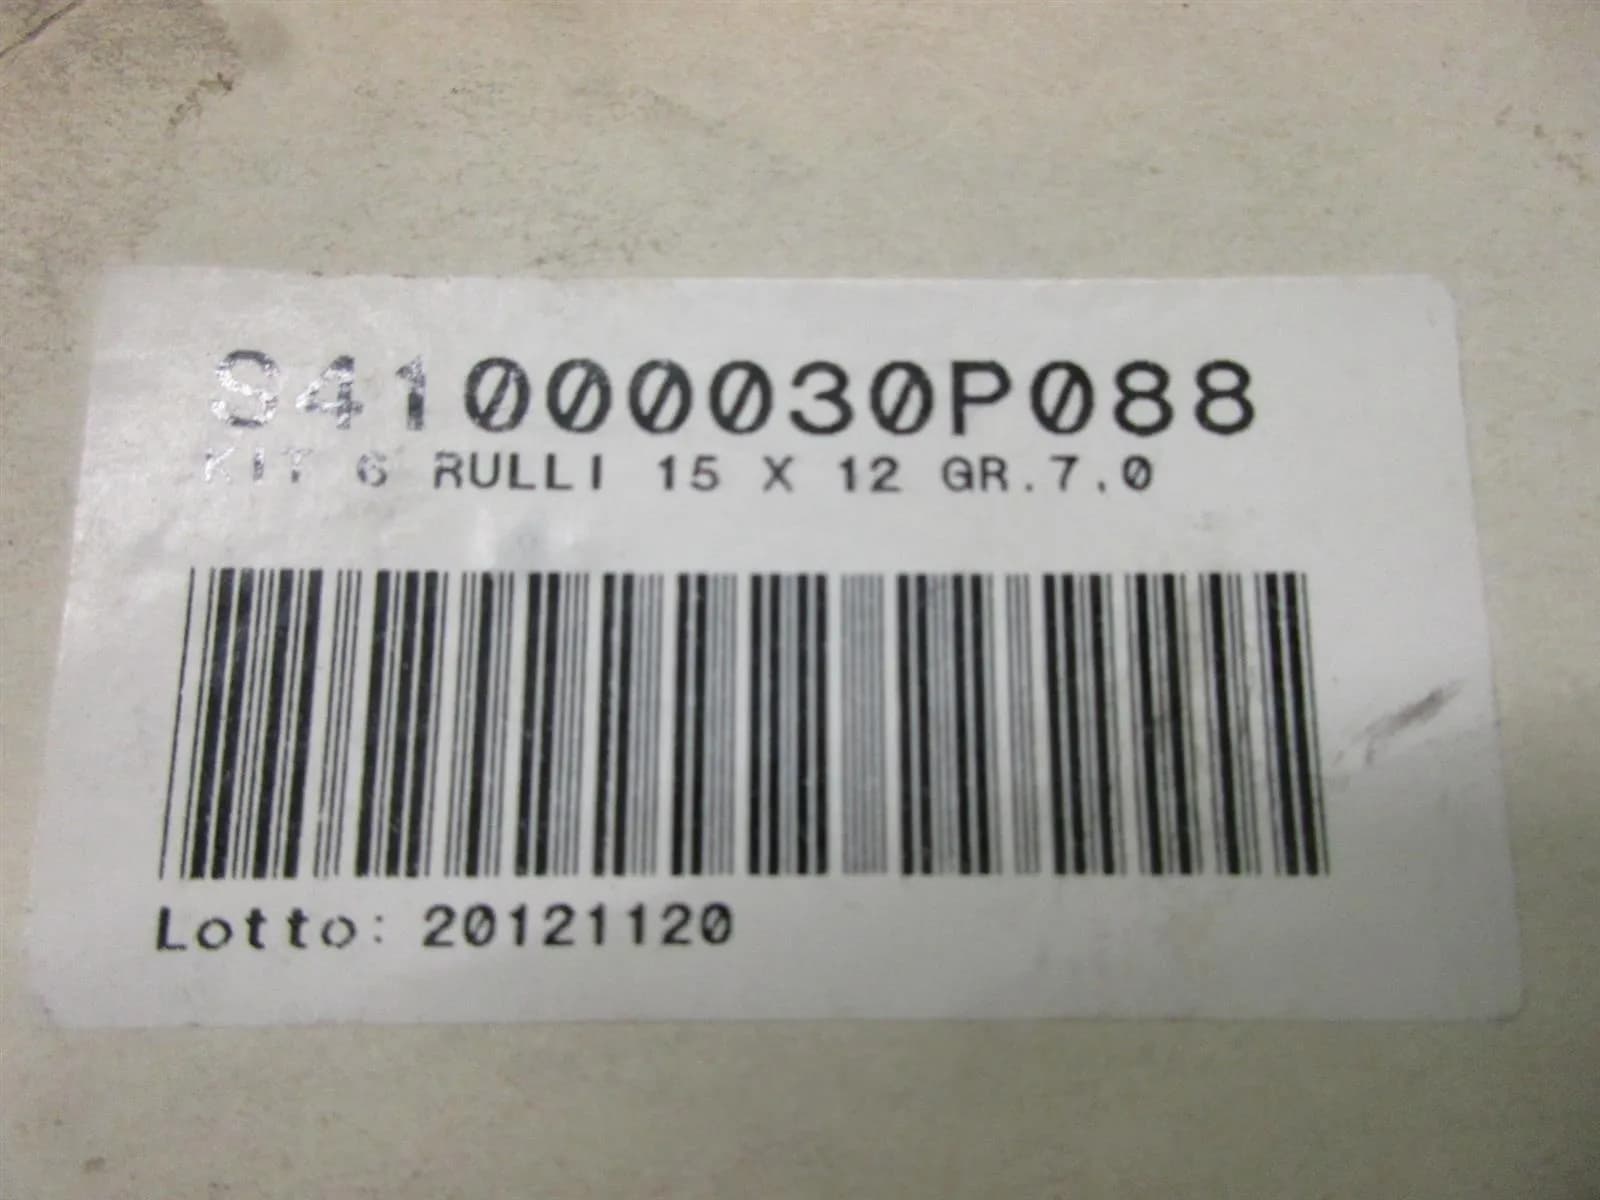 S41000030P088
KIT 6 RULLI 15 X 12 GR.7.0
Lotto: 20121120